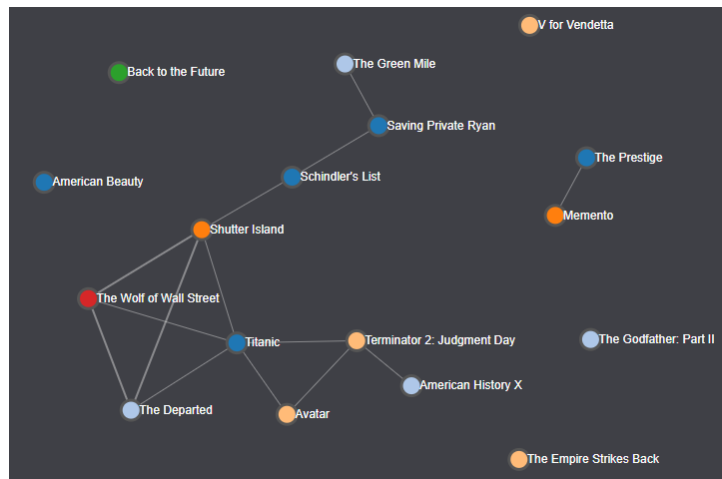 V for Vendetta
The Green Mile
Back to the Future
Saving Private Ryan
The Prestige
Schindler's List
American Beauty
Memento
Shutter Island
The Wolf of Wall Street
The Godfather: Part II
Terminator 2: Judgment Day
Titanic
American History X
The Departed
Avatar
The Empire Strikes Back